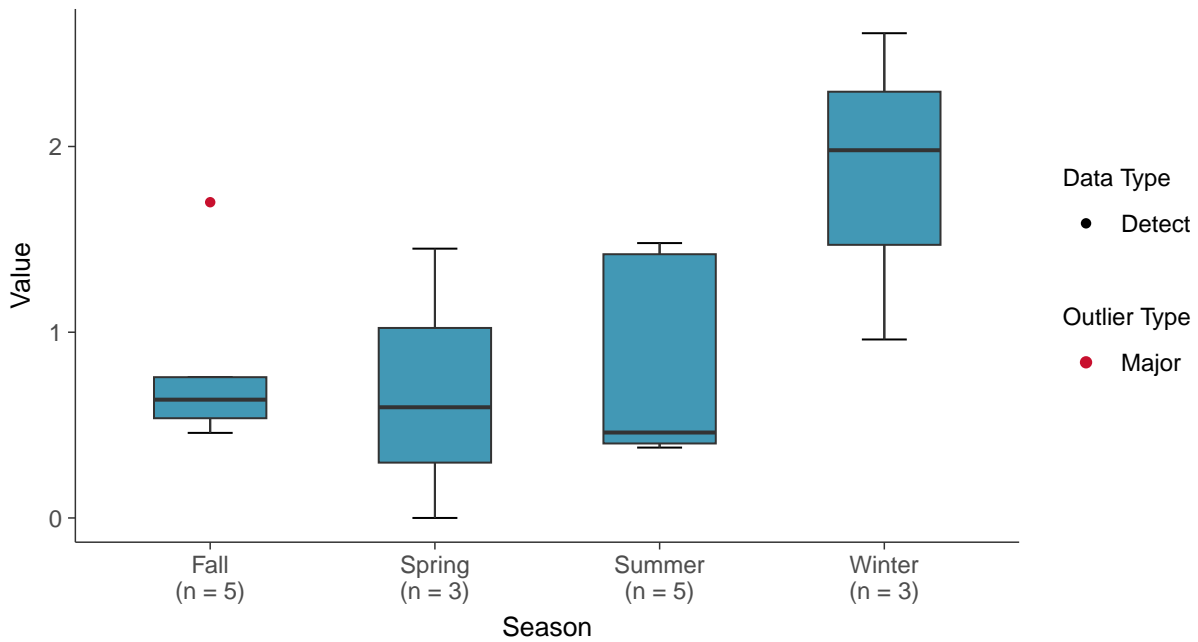 2
1
0
Value
Fall
(n = 5)
Spring
(n = 3)
Summer
(n = 5)
Winter
(n = 3)
Season
Data Type
Detect
Outlier Type
Major